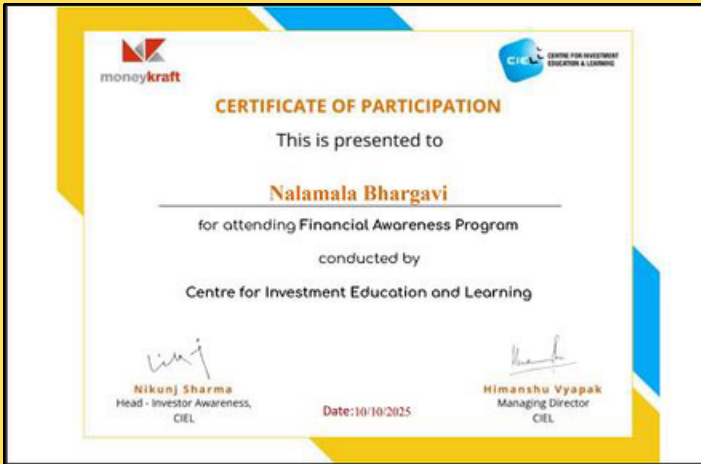 moneykraft
CIEL CENTRE FOR INVESTMENT
EDUCATION & LEARNING
CERTIFICATE OF PARTICIPATION
This is presented to
Nalamala Bhargavi
for attending Financial Awareness Program
conducted by
Centre for Investment Education and Learning
Nikunj Sharma
Head - Investor Awareness,
CIEL
Date:10/10/2025
Himanshu Vyapak
Managing Director
CIEL